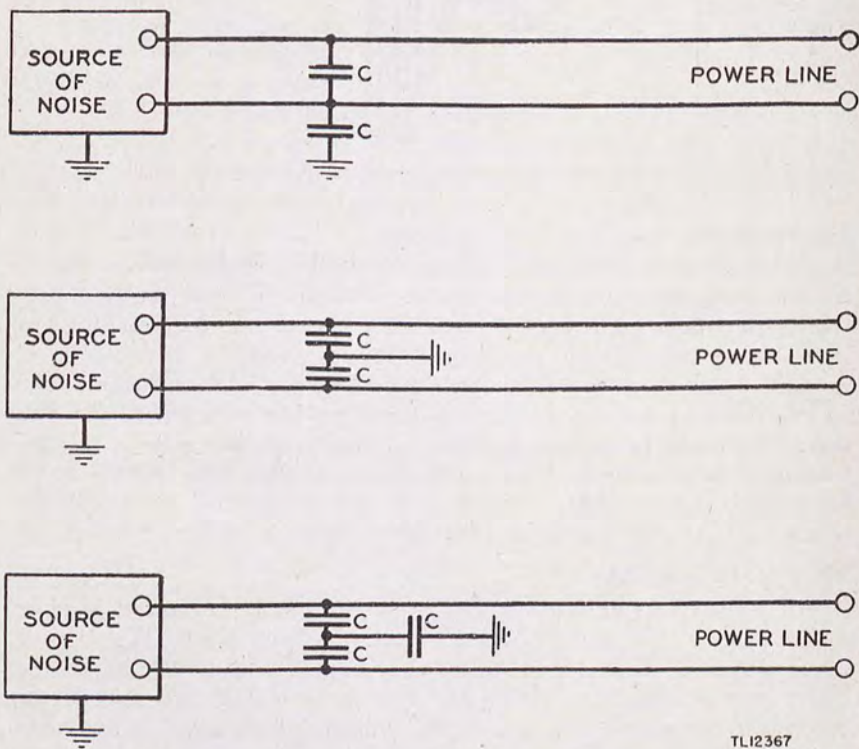 SOURCE
OF
NOISE
C
C
POWER LINE
SOURCE
OF
NOISE
C
C
POWER LINE
SOURCE
OF
NOISE
C
C
C
POWER LINE
TL12367